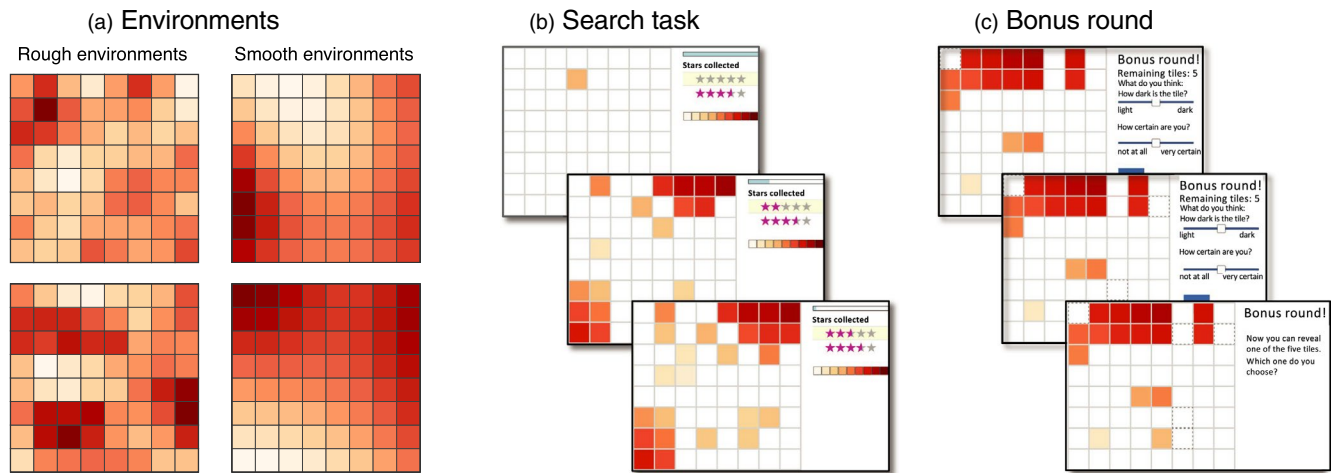 (a) Environments
Rough environments
Smooth environments
(b) Search task
Stars collected
Stars collected
Stars collected
(c) Bonus round
Bonus round!
Remaining tiles: 5
What do you think:
How dark is the tile?
light dark
How certain are you?
not at all very certain
Bonus round!
Remaining tiles: 5
What do you think:
How dark is the tile?
light dark
How certain are you?
not at all very certain
Bonus round!
Now you can reveal
one of the five tiles.
Which one do you
choose?